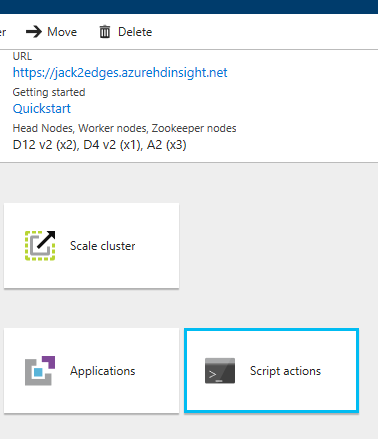 Move
Delete
URL
https://jack2edges.azurehdinsight.net
Getting started
Quickstart
Head Nodes, Worker nodes, Zookeeper nodes
D12 v2 (x2), D4 v2 (x1), A2 (x3)
Scale cluster
Applications
Script actions